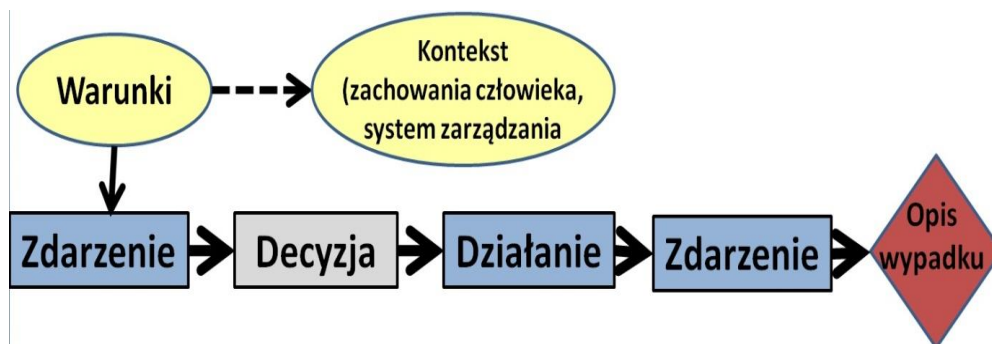 Warunki
Kontekst
(zachowania człowieka,
system zarządzania
Zdarzenie
Decyzja
Działanie
Zdarzenie
Opis
wypadku